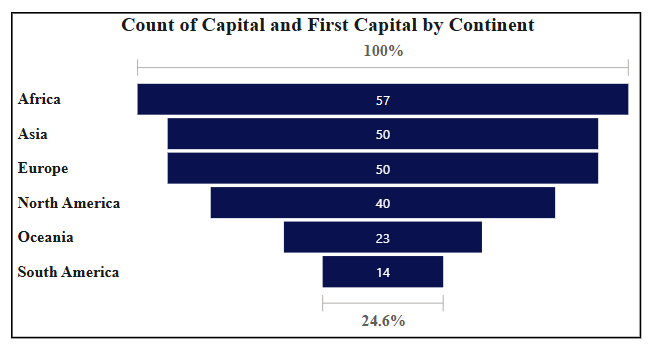 Count of Capital and First Capital by Continent
100%
Africa 57
Asia 50
Europe 50
North America 40
Oceania 23
South America 14
24.6%